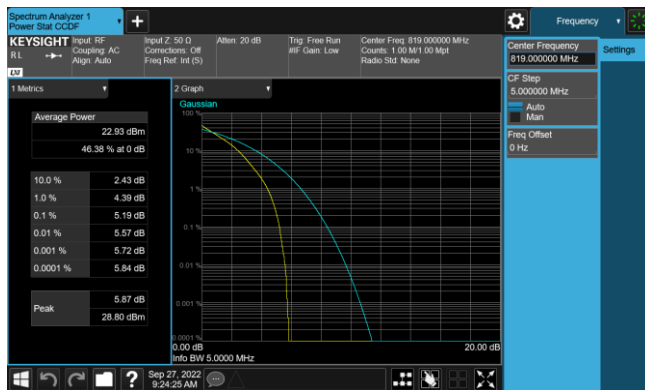 Spectrum Analyzer 1
Power Stat CCDF
+
Frequency
KEYSIGHT
RL
LXI
Input: RF
Coupling: AC
Align: Auto
Input Z: 50 Ω
Corrections: Off
Freq Ref: Int (S)
Atten: 20 dB
Trig: Free Run
#IF Gain: Low
Center Freq: 819.000000 MHz
Counts: 1.00 M/1.00 Mpt
Radio Std: None
Center Frequency
819.000000 MHz
Settings
CF Step
5.000000 MHz
Auto
Man
Freq Offset
0 Hz
1 Metrics
Average Power
22.93 dBm
46.38 % at 0 dB
10.0 % 2.43 dB
1.0 % 4.39 dB
0.1 % 5.19 dB
0.01 % 5.57 dB
0.001 % 5.72 dB
0.0001 % 5.84 dB
Peak
5.87 dB
28.80 dBm
2 Graph
Gaussian
100 %
10 %
1 %
0.1 %
0.01 %
0.001 %
0.0001 %
0.00 dB 20.00 dB
Info BW 5.0000 MHz
?
Sep 27, 2022
9:24:25 AM